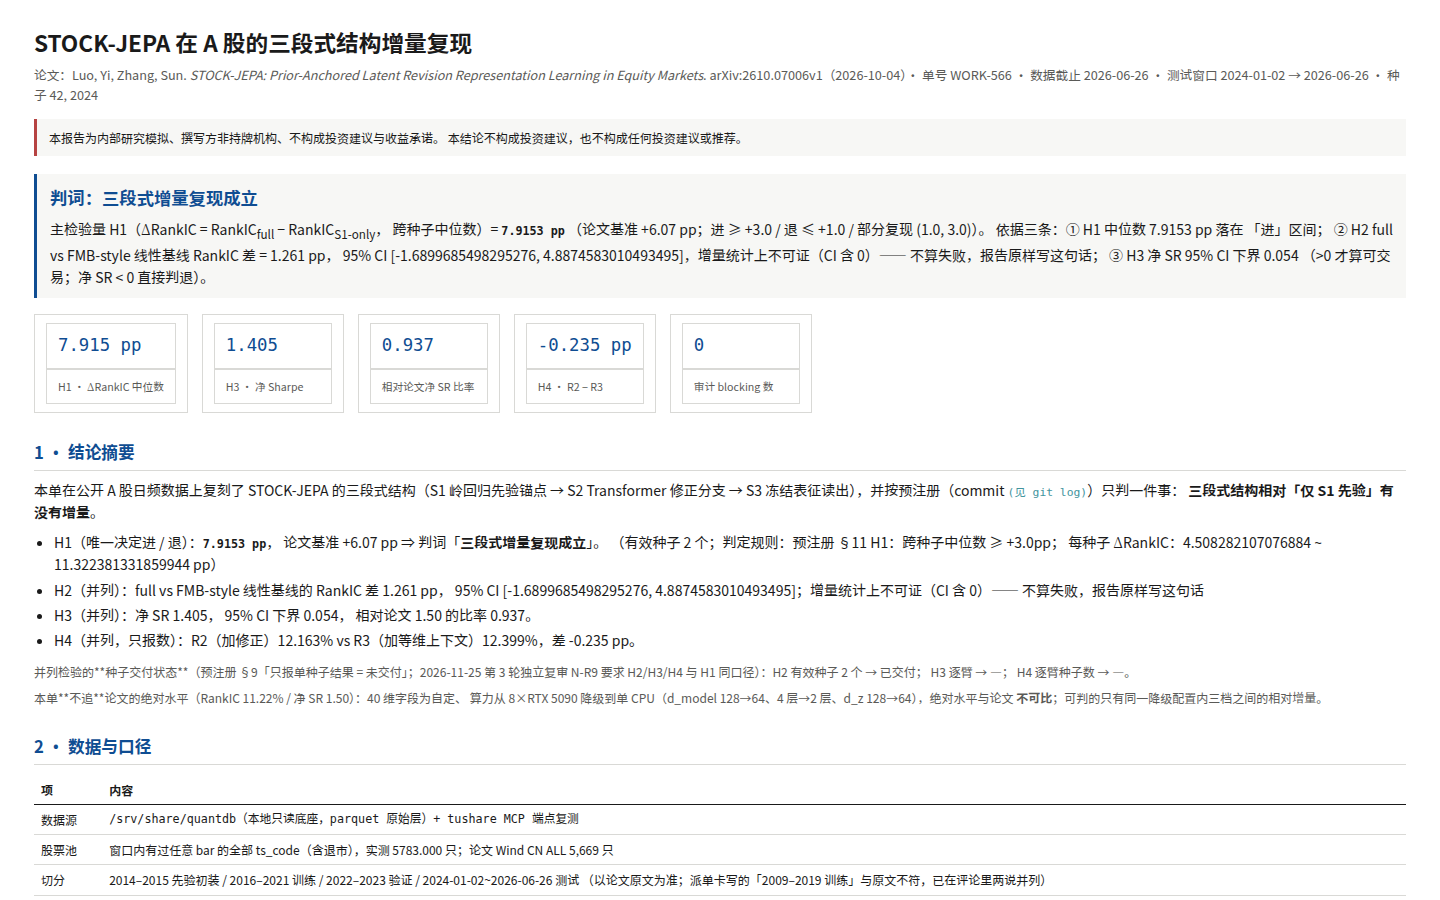 STOCK-JEPA 在 A 股的三段式结构增量复现
论文：Luo, Yi, Zhang, Sun. STOCK-JEPA: Prior-Anchored Latent Revision Representation Learning in Equity Markets. arXiv:2610.07006v1（2026-10-04）· 单号 WORK-566 · 数据截止 2026-06-26 · 测试窗口 2024-01-02 → 2026-06-26 · 种
子 42, 2024
本报告为内部研究模拟、撰写方非持牌机构、不构成投资建议与收益承诺。 本结论不构成投资建议，也不构成任何投资建议或推荐。
判词：三段式增量复现成立
主检验量 H1（ΔRankIC = RankICfull − RankICS1-only， 跨种子中位数）= 7.9153 pp （论文基准 +6.07 pp；进 ≥ +3.0 / 退 ≤ +1.0 / 部分复现 (1.0, 3.0)）。 依据三条：① H1 中位数 7.9153 pp 落在 「进」区间； ② H2 full
vs FMB-style 线性基线 RankIC 差 = 1.261 pp， 95% CI [-1.6899685498295276, 4.8874583010493495]，增量统计上不可证（CI 含 0）—— 不算失败，报告原样写这句话； ③ H3 净 SR 95% CI 下界 0.054 （>0 才算可交
易；净 SR < 0 直接判退）。
7.915 pp
H1 · ΔRankIC 中位数
1.405
H3 · 净 Sharpe
0.937
相对论文净 SR 比率
-0.235 pp
H4 · R2 − R3
0
审计 blocking 数
1 · 结论摘要
本单在公开 A 股日频数据上复刻了 STOCK-JEPA 的三段式结构（S1 岭回归先验锚点 → S2 Transformer 修正分支 → S3 冻结表征读出），并按预注册（commit (见 git log)）只判一件事： 三段式结构相对「仅 S1 先验」有
没有增量。
• H1（唯一决定进 / 退）：7.9153 pp， 论文基准 +6.07 pp ⇒ 判词「三段式增量复现成立」。 （有效种子 2 个；判定规则：预注册 §11 H1：跨种子中位数 ≥ +3.0pp； 每种子 ΔRankIC：4.508282107076884 ~
11.322381331859944 pp）
• H2（并列）：full vs FMB-style 线性基线的 RankIC 差 1.261 pp， 95% CI [-1.6899685498295276, 4.8874583010493495]；增量统计上不可证（CI 含 0）—— 不算失败，报告原样写这句话
• H3（并列）：净 SR 1.405， 95% CI 下界 0.054， 相对论文 1.50 的比率 0.937。
• H4（并列，只报数）：R2（加修正）12.163% vs R3（加等维上下文）12.399%，差 -0.235 pp。
并列检验的**种子交付状态**（预注册 §9「只报单种子结果 = 未交付」；2026-11-25 第 3 轮独立复审 N-R9 要求 H2/H3/H4 与 H1 同口径）：H2 有效种子 2 个 → 已交付； H3 逐臂 → —； H4 逐臂种子数 → —。
本单**不追**论文的绝对水平（RankIC 11.22% / 净 SR 1.50）：40 维字段为自定、 算力从 8×RTX 5090 降级到单 CPU（d_model 128→64、4 层→2 层、d_z 128→64），绝对水平与论文 不可比；可判的只有同一降级配置内三档之间的相对增量。
2 · 数据与口径
项 内容
数据源 /srv/share/quantdb（本地只读底座，parquet 原始层）+ tushare MCP 端点复测
股票池 窗口内有过任意 bar 的全部 ts_code（含退市），实测 5783.000 只；论文 Wind CN ALL 5,669 只
切分 2014–2015 先验初装 / 2016–2021 训练 / 2022–2023 验证 / 2024-01-02~2026-06-26 测试 （以论文原文为准；派单卡写的「2009–2019 训练」与原文不符，已在评论里两说并列）